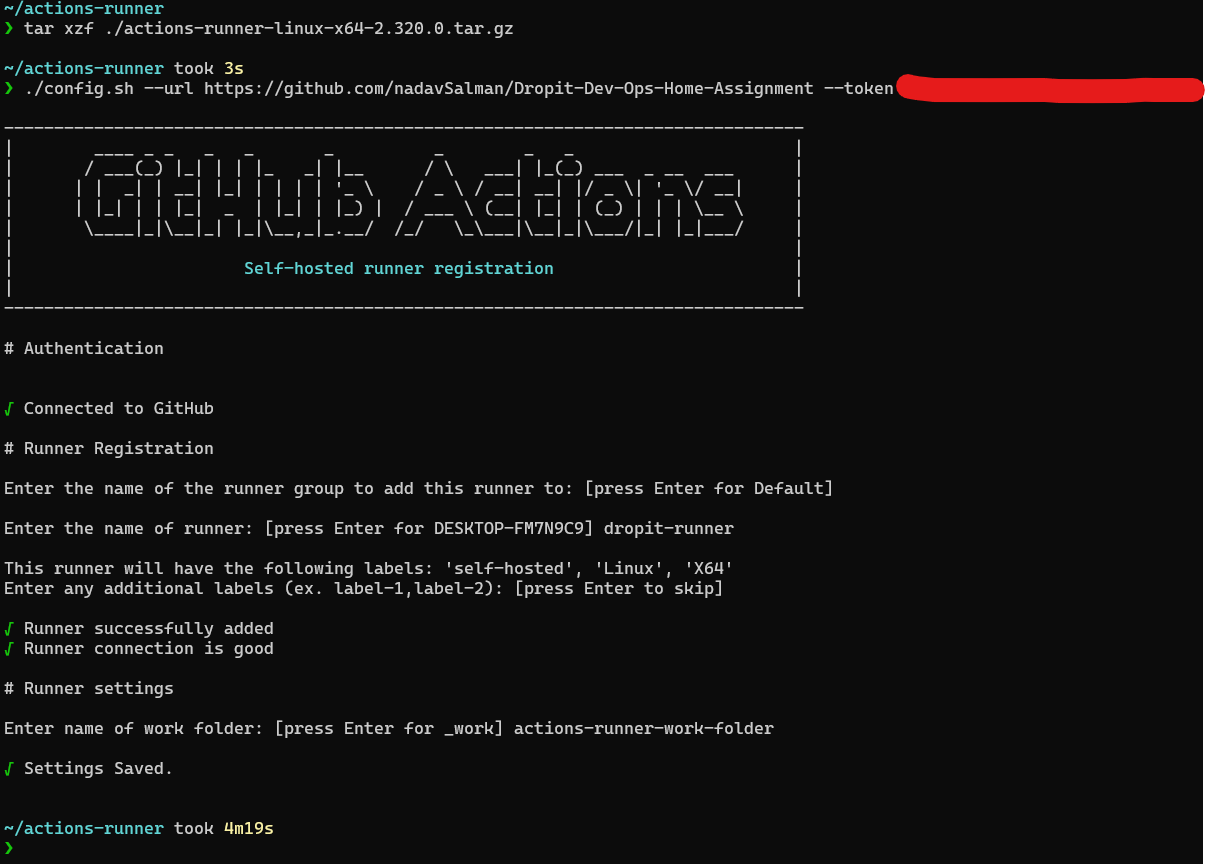 ~/actions-runner
❯ tar xzf ./actions-runner-linux-x64-2.320.0.tar.gz
~/actions-runner took 3s
❯ ./config.sh --url https://github.com/nadavSalman/Dropit-Dev-Ops-Home-Assignment --token
GitHub Actions
Self-hosted runner registration
# Authentication
√ Connected to GitHub
# Runner Registration
Enter the name of the runner group to add this runner to: [press Enter for Default]
Enter the name of runner: [press Enter for DESKTOP-FM7N9C9] dropit-runner
This runner will have the following labels: 'self-hosted', 'Linux', 'X64'
Enter any additional labels (ex. label-1,label-2): [press Enter to skip]
√ Runner successfully added
√ Runner connection is good
# Runner settings
Enter name of work folder: [press Enter for _work] actions-runner-work-folder
√ Settings Saved.
~/actions-runner took 4m19s
❯